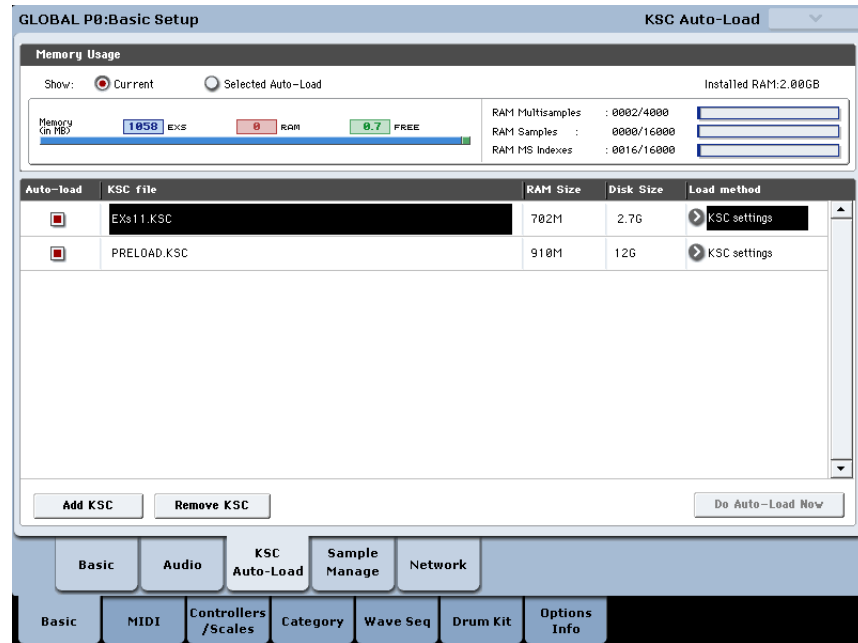 GLOBAL P0:Basic Setup KSC Auto-Load
Memory Usage
Show: Current Selected Auto-Load Installed RAM:2.00GB
Memory (in MB) 1058 EXS 0 RAM 0.7 FREE
RAM Multisamples : 0002/4000
RAM Samples : 0000/16000
RAM MS Indexes : 0016/16000
Auto-load KSC file RAM Size Disk Size Load method
EXs11.KSC 702M 2.7G KSC settings
PRELOAD.KSC 910M 12G KSC settings
Add KSC Remove KSC Do Auto-Load Now
Basic Audio KSC Auto-Load Sample Manage Network
Basic MIDI Controllers /Scales Category Wave Seq Drum Kit Options Info